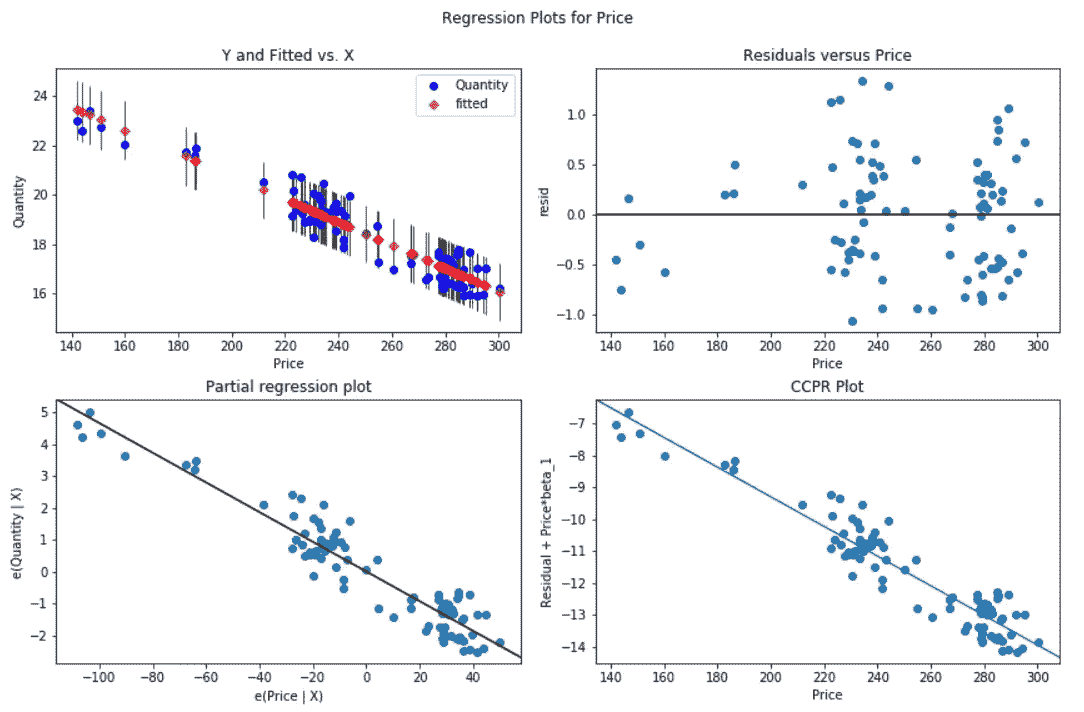 Regression Plots for Price
Y and Fitted vs. X
Quantity
fitted
24
22
20
18
16
Quantity
140 160 180 200 220 240 260 280 300
Price
Residuals versus Price
1.0
0.5
0.0
−0.5
−1.0
resid
140 160 180 200 220 240 260 280 300
Price
Partial regression plot
5
4
3
2
1
0
−1
−2
e(Quantity | X)
−100 −80 −60 −40 −20 0 20 40
e(Price | X)
CCPR Plot
−7
−8
−9
−10
−11
−12
−13
−14
Residual + Price*beta_1
140 160 180 200 220 240 260 280 300
Price